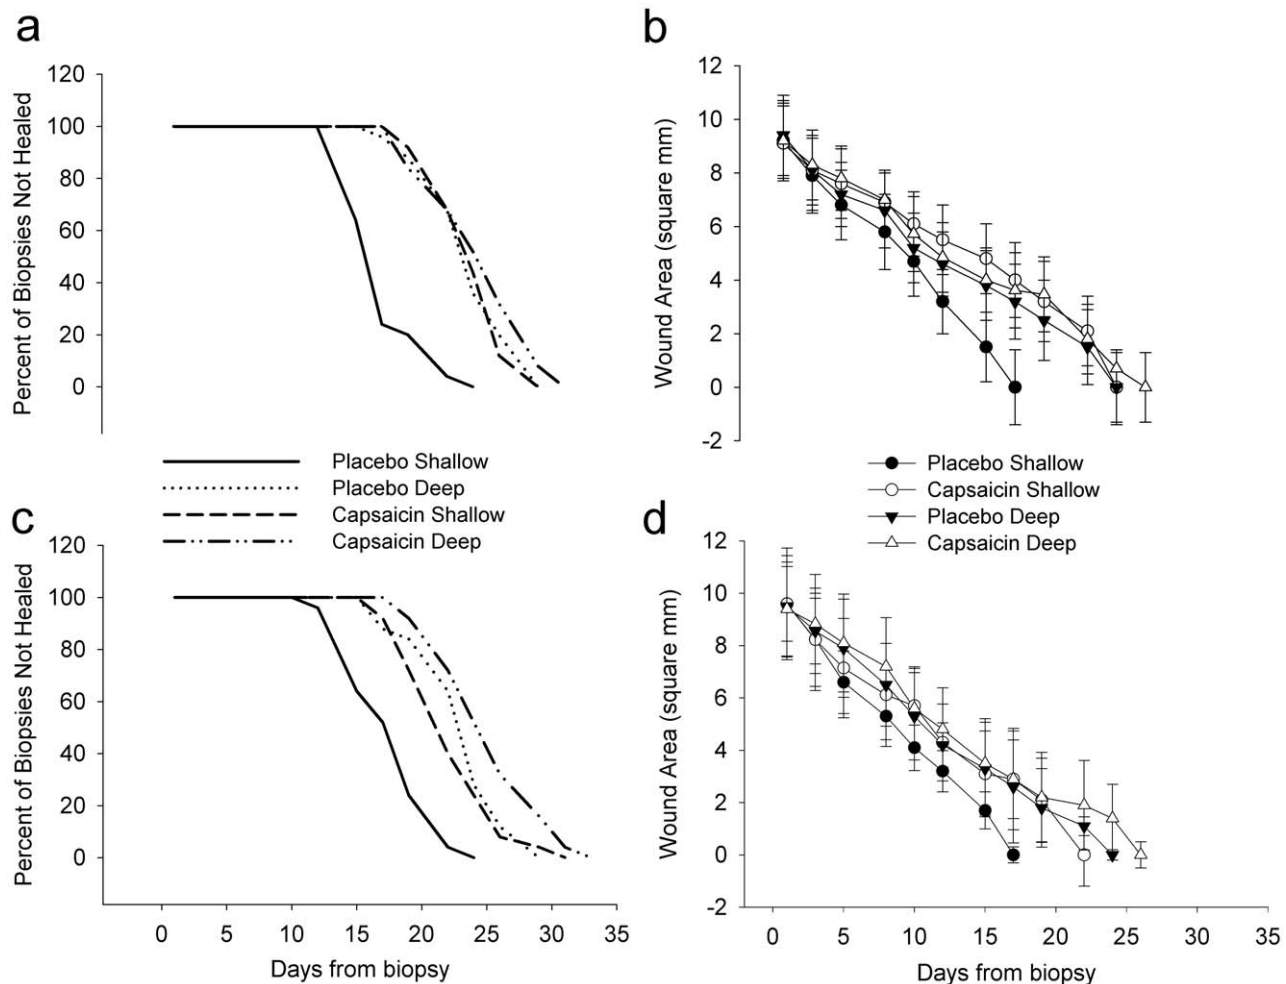 a
Percent of Biopsies Not Healed
120
100
80
60
40
20
0
b
Wound Area (square mm)
12
10
8
6
4
2
0
-2
Placebo Shallow
Placebo Deep
Capsaicin Shallow
Capsaicin Deep
Placebo Shallow
Capsaicin Shallow
Placebo Deep
Capsaicin Deep
c
Percent of Biopsies Not Healed
120
100
80
60
40
20
0
0 5 10 15 20 25 30 35
Days from biopsy
d
Wound Area (square mm)
12
10
8
6
4
2
0
-2
0 5 10 15 20 25 30 35
Days from biopsy